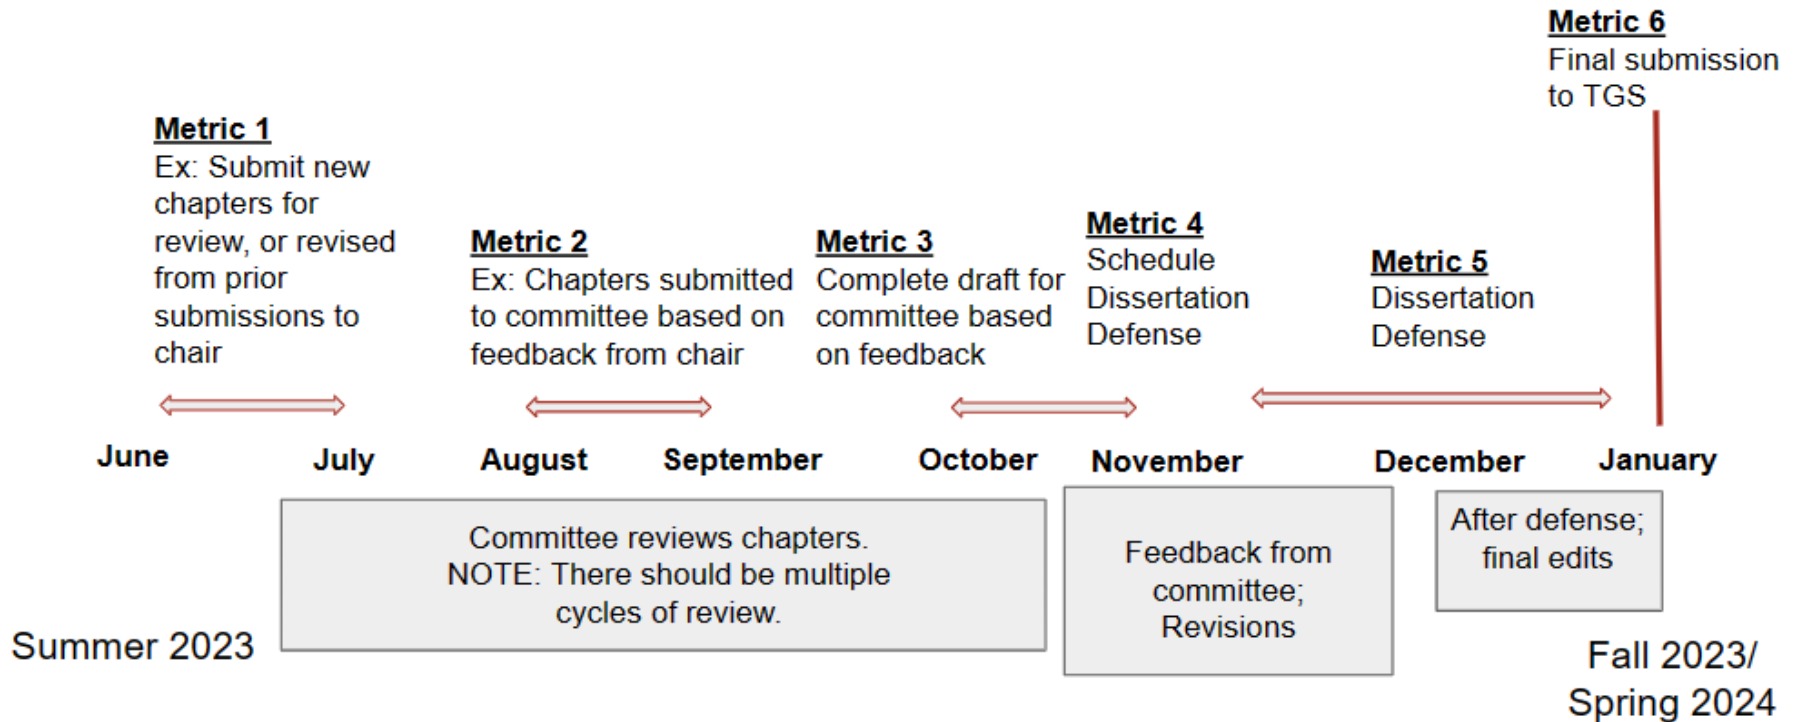 Metric 6
Final submission
to TGS
Metric 1
Ex: Submit new
chapters for
review, or revised
from prior
submissions to
chair
Metric 2
Ex: Chapters submitted
to committee based on
feedback from chair
Metric 3
Complete draft for
committee based
on feedback
Metric 4
Schedule
Dissertation
Defense
Metric 5
Dissertation
Defense
June
July
August
September
October
November
December
January
Committee reviews chapters.
NOTE: There should be multiple
cycles of review.
Feedback from
committee;
Revisions
After defense;
final edits
Summer 2023
Fall 2023/
Spring 2024